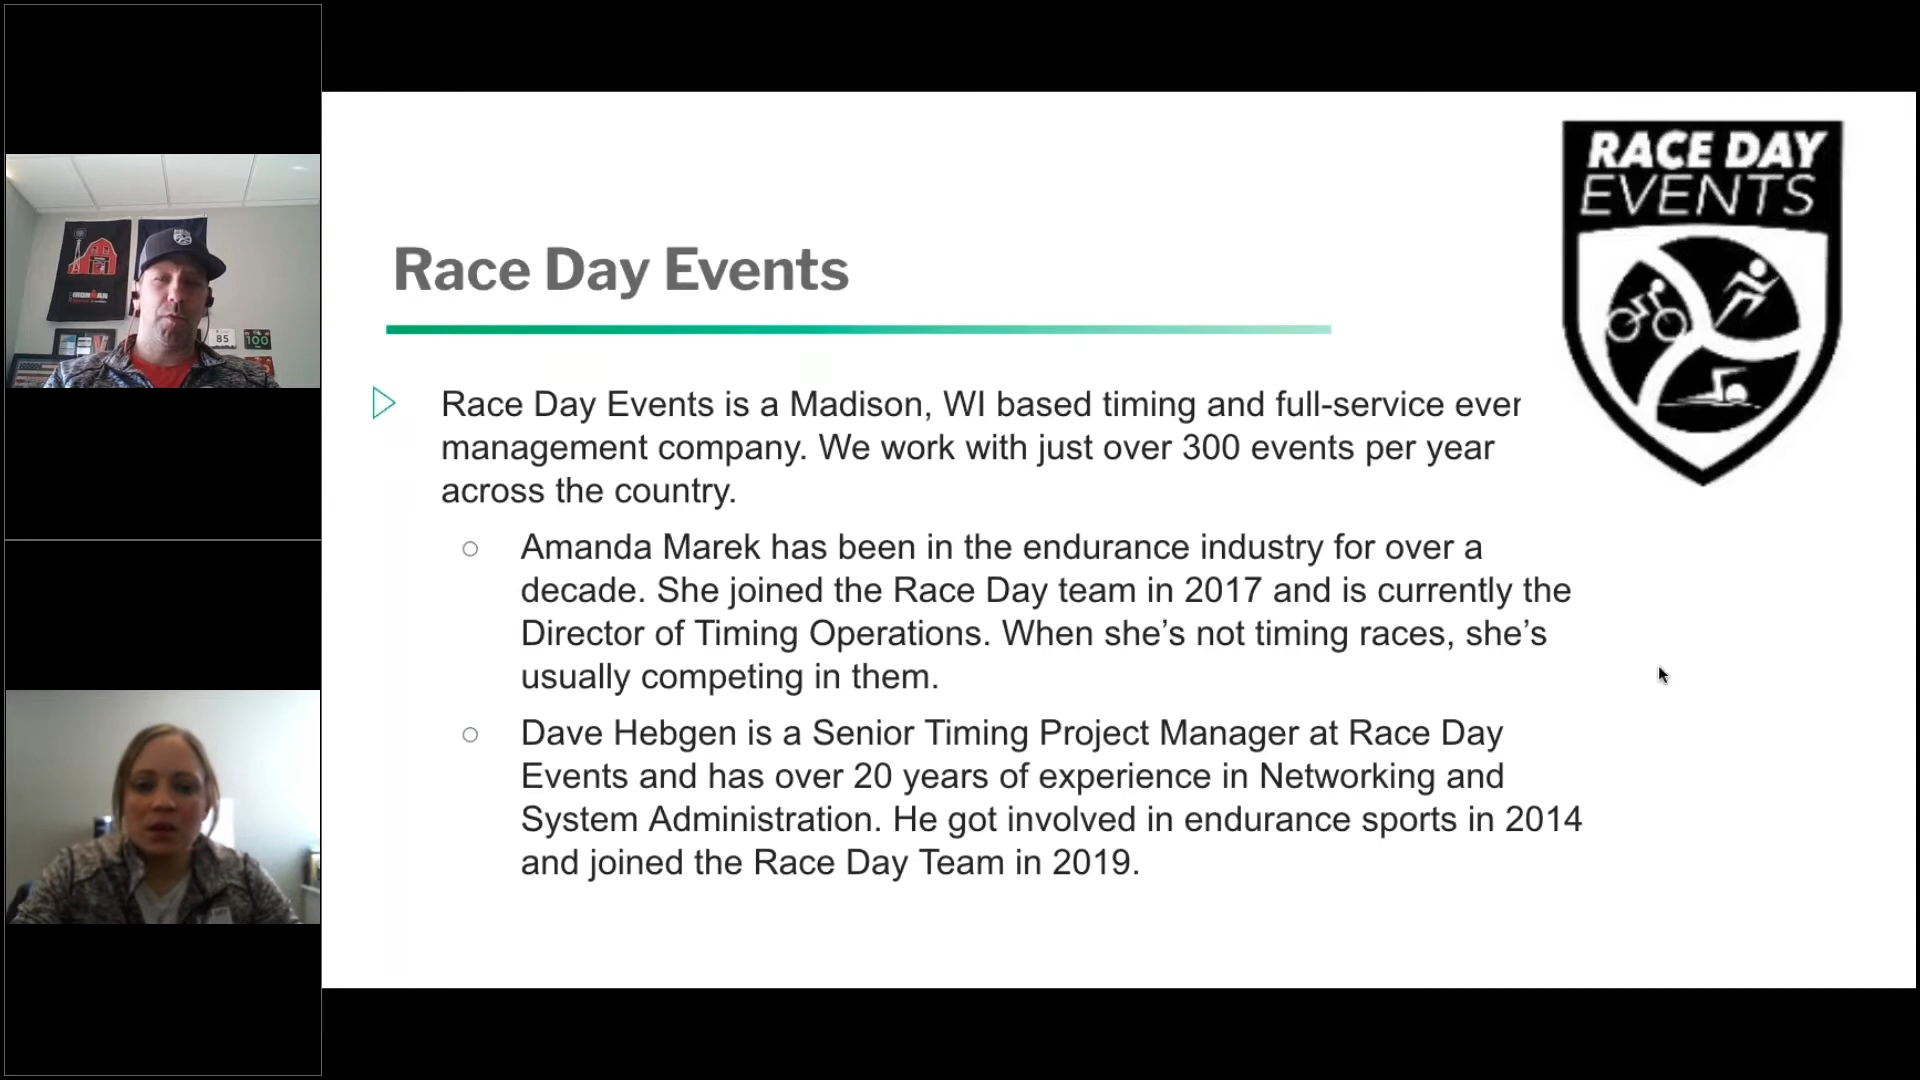 RACE DAY
EVENTS
Race Day Events
Race Day Events is a Madison, WI based timing and full-service ever
management company. We work with just over 300 events per year
across the country.
Amanda Marek has been in the endurance industry for over a
decade. She joined the Race Day team in 2017 and is currently the
Director of Timing Operations. When she’s not timing races, she’s
usually competing in them.
Dave Hebgen is a Senior Timing Project Manager at Race Day
Events and has over 20 years of experience in Networking and
System Administration. He got involved in endurance sports in 2014
and joined the Race Day Team in 2019.
IRONMAN
85
100